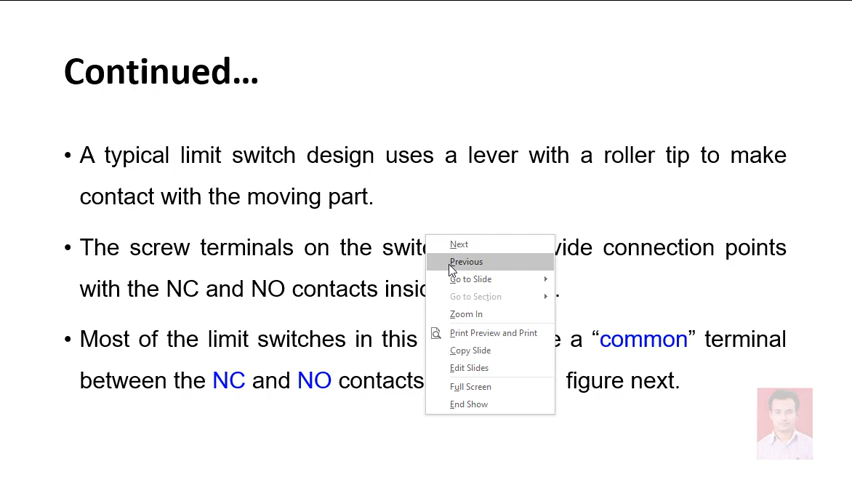 Continued...
• A typical limit switch design uses a lever with a roller tip to make
contact with the moving part.
• The screw terminals on the vide connection points
with the NC and NO contacts
• Most of the limit switches in this a “common” terminal
between the NC and NO contacts figure next.
Next
Previous
Go to Slide
Go to Section
Zoom In
Print Preview and Print
Copy Slide
Edit Slides
Full Screen
End Show